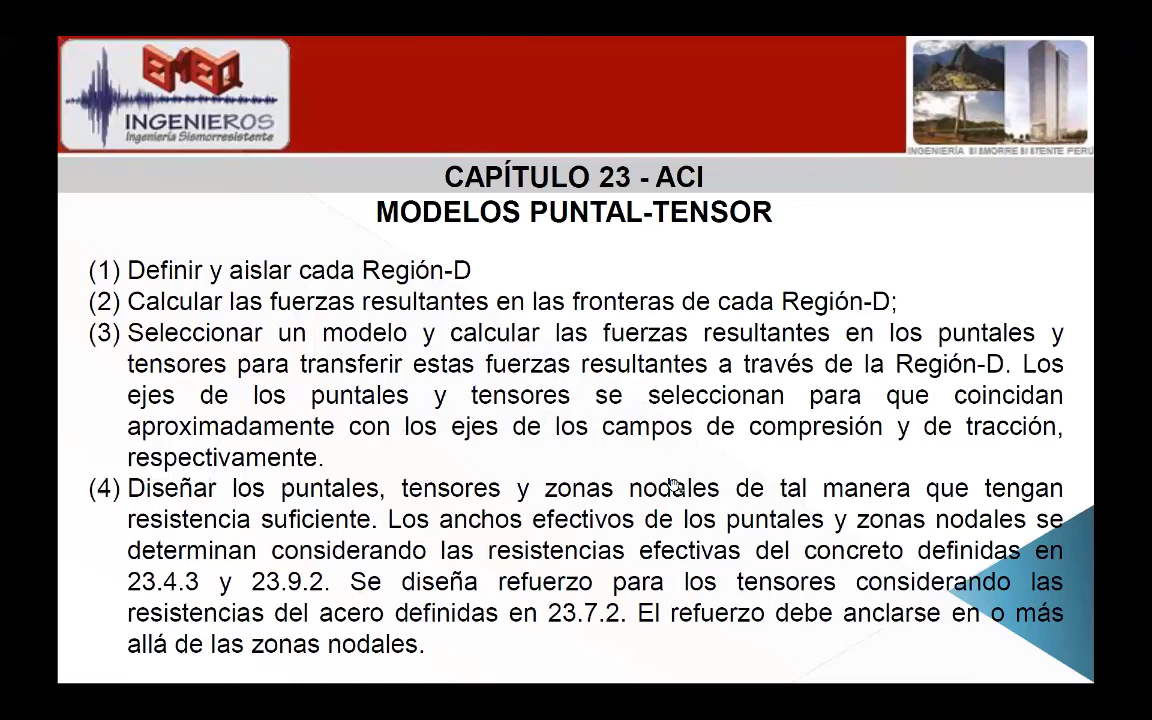 EMEQ
INGENIEROS
Ingeniería Sismorresistente
INGENIERÍA SISMORRESISTENTE PERÚ
CAPÍTULO 23 - ACI
MODELOS PUNTAL-TENSOR
(1) Definir y aislar cada Región-D
(2) Calcular las fuerzas resultantes en las fronteras de cada Región-D;
(3) Seleccionar un modelo y calcular las fuerzas resultantes en los puntales y
tensores para transferir estas fuerzas resultantes a través de la Región-D. Los
ejes de los puntales y tensores se seleccionan para que coincidan
aproximadamente con los ejes de los campos de compresión y de tracción,
respectivamente.
(4) Diseñar los puntales, tensores y zonas nodales de tal manera que tengan
resistencia suficiente. Los anchos efectivos de los puntales y zonas nodales se
determinan considerando las resistencias efectivas del concreto definidas en
23.4.3 y 23.9.2. Se diseña refuerzo para los tensores considerando las
resistencias del acero definidas en 23.7.2. El refuerzo debe anclarse en o más
allá de las zonas nodales.